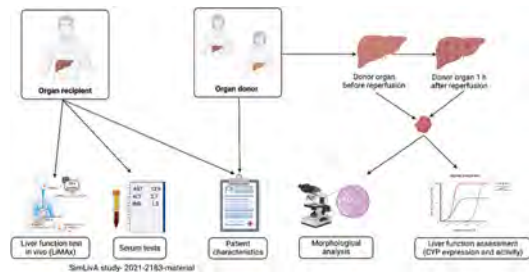 Organ recipient
Organ donor
Donor organ
before reperfusion
Donor organ 1 h
after reperfusion
Liver function test
in vivo (LiMAx)
Serum tests
Patient
characteristics
Morphological
analysis
Liver function assessment
(CYP expression and activity)
SimLivA study- 2021-2183-material